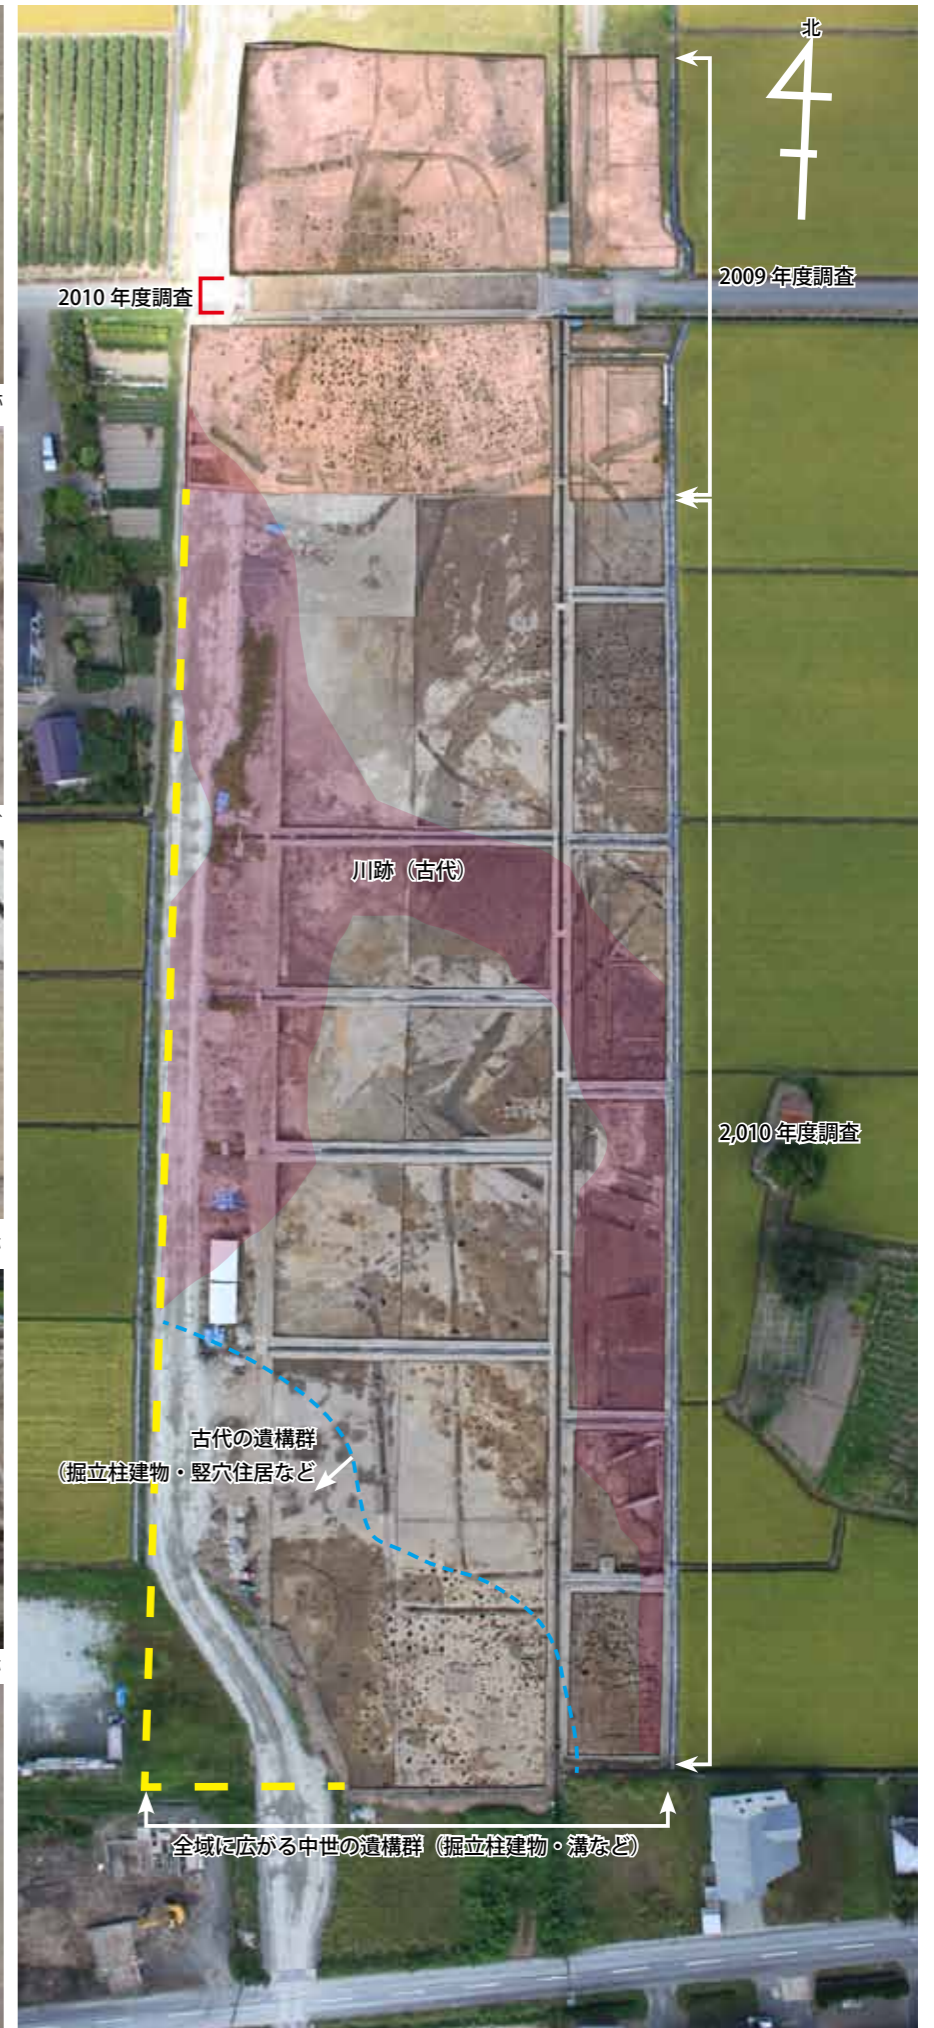 北
2009 年度調査
2010 年度調査
川跡（古代）
2,010 年度調査
古代の遺構群
（掘立柱建物・竪穴住居など
全域に広がる中世の遺構群（掘立柱建物・溝など）